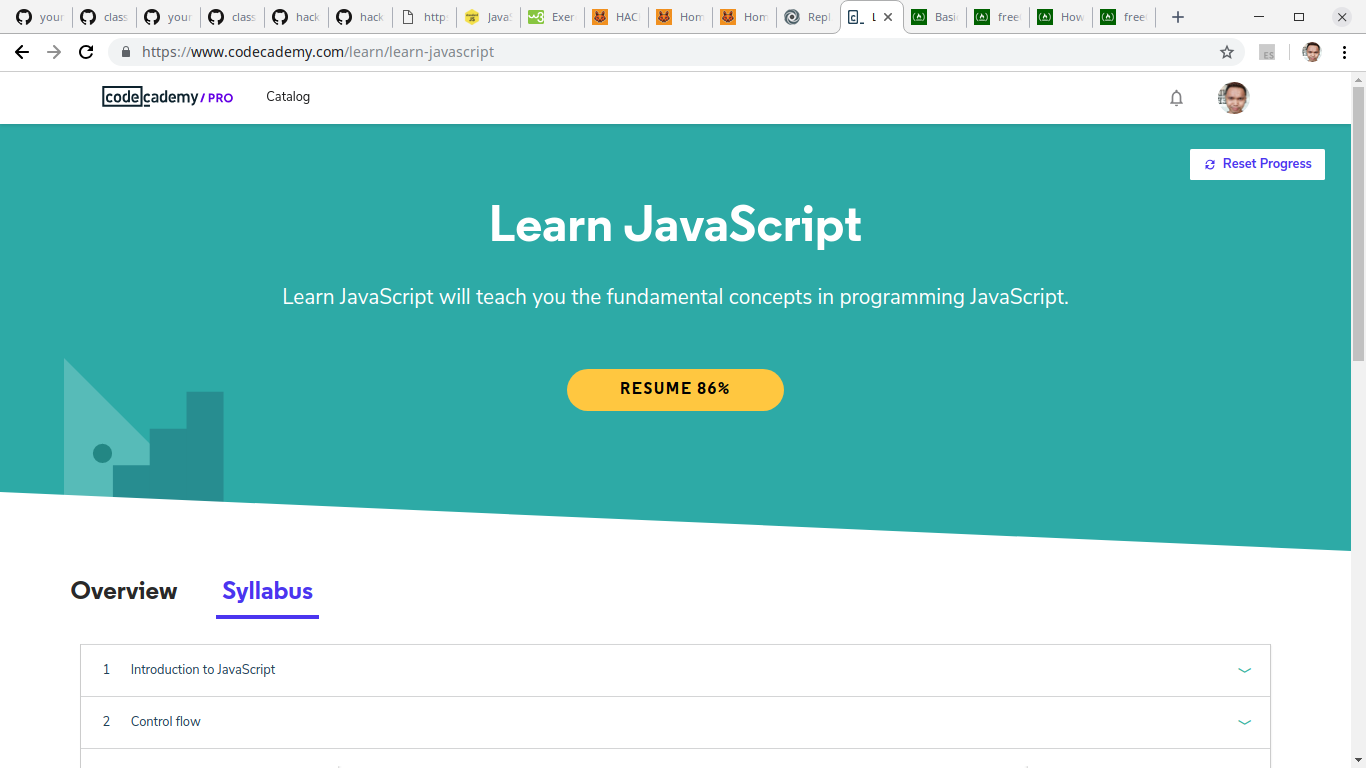 your
class
your
class
hack
hack
http
Java
Exer
HAC
Hom
Hom
Repl
L
Basi
free
How
free
https://www.codecademy.com/learn/learn-javascript
ES
codecademy / PRO
Catalog
Reset Progress
Learn JavaScript
Learn JavaScript will teach you the fundamental concepts in programming JavaScript.
RESUME 86%
Overview
Syllabus
1 Introduction to JavaScript
2 Control flow